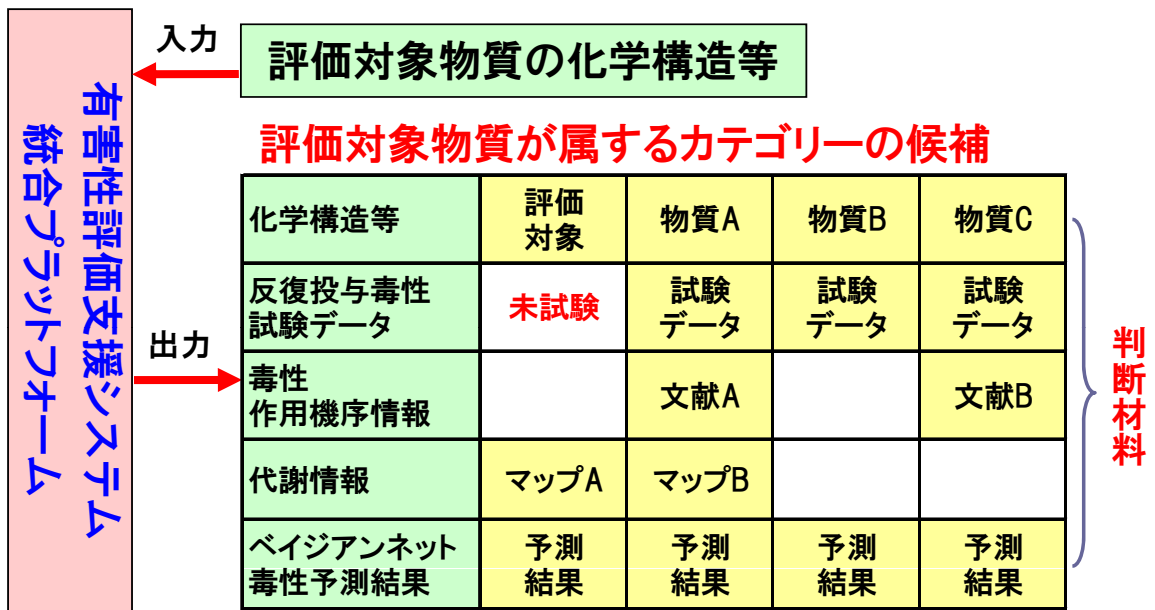 有害性評価支援システム
統合プラットフォーム
入力
評価対象物質の化学構造等
評価対象物質が属するカテゴリーの候補
出力
化学構造等
評価
対象
物質A
物質B
物質C
反復投与毒性
試験データ
未試験
試験
データ
試験
データ
試験
データ
毒性
作用機序情報
文献A
文献B
代謝情報
マップA
マップB
ベイジアンネット
毒性予測結果
予測
結果
予測
結果
予測
結果
予測
結果
判断材料